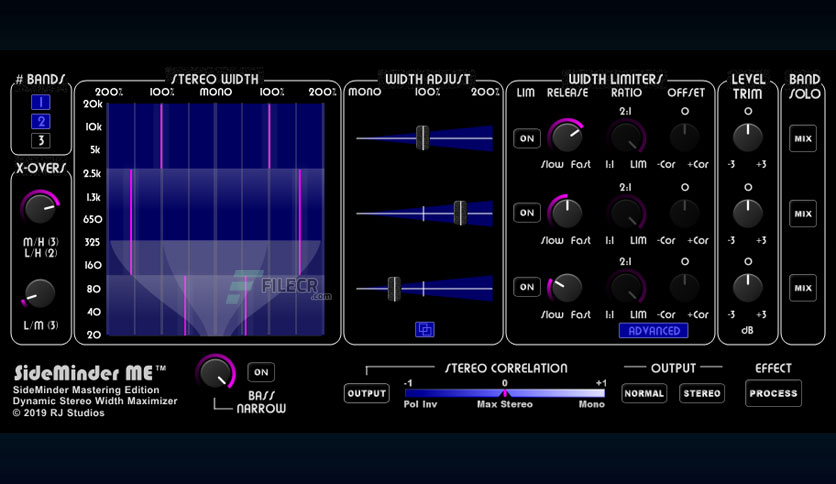 # BANDS
1
2
3
X-OVERS
M/H (3)
L/H (2)
L/M (3)
STEREO WIDTH
200% 100% MONO 100% 200%
20k
10k
5k
2.5k
1.3k
650
325
160
80
40
20
FILECR
.com
WIDTH ADJUST
MONO 100% 200%
WIDTH LIMITERS
LIM RELEASE RATIO OFFSET
2:1 0
ON
Slow Fast 1:1 LIM -Cor +Cor
2:1 0
ON
Slow Fast 1:1 LIM -Cor +Cor
2:1 0
ON
Slow Fast 1:1 LIM -Cor +Cor
ADVANCED
LEVEL
TRIM
0
-3 +3
0
-3 +3
0
-3 +3
dB
BAND
SOLO
MIX
MIX
MIX
SideMinder ME™
SideMinder Mastering Edition
Dynamic Stereo Width Maximizer
© 2019 RJ Studios
ON
BASS
NARROW
STEREO CORRELATION
OUTPUT
-1 0 +1
Pol Inv Max Stereo Mono
OUTPUT
NORMAL STEREO
EFFECT
PROCESS